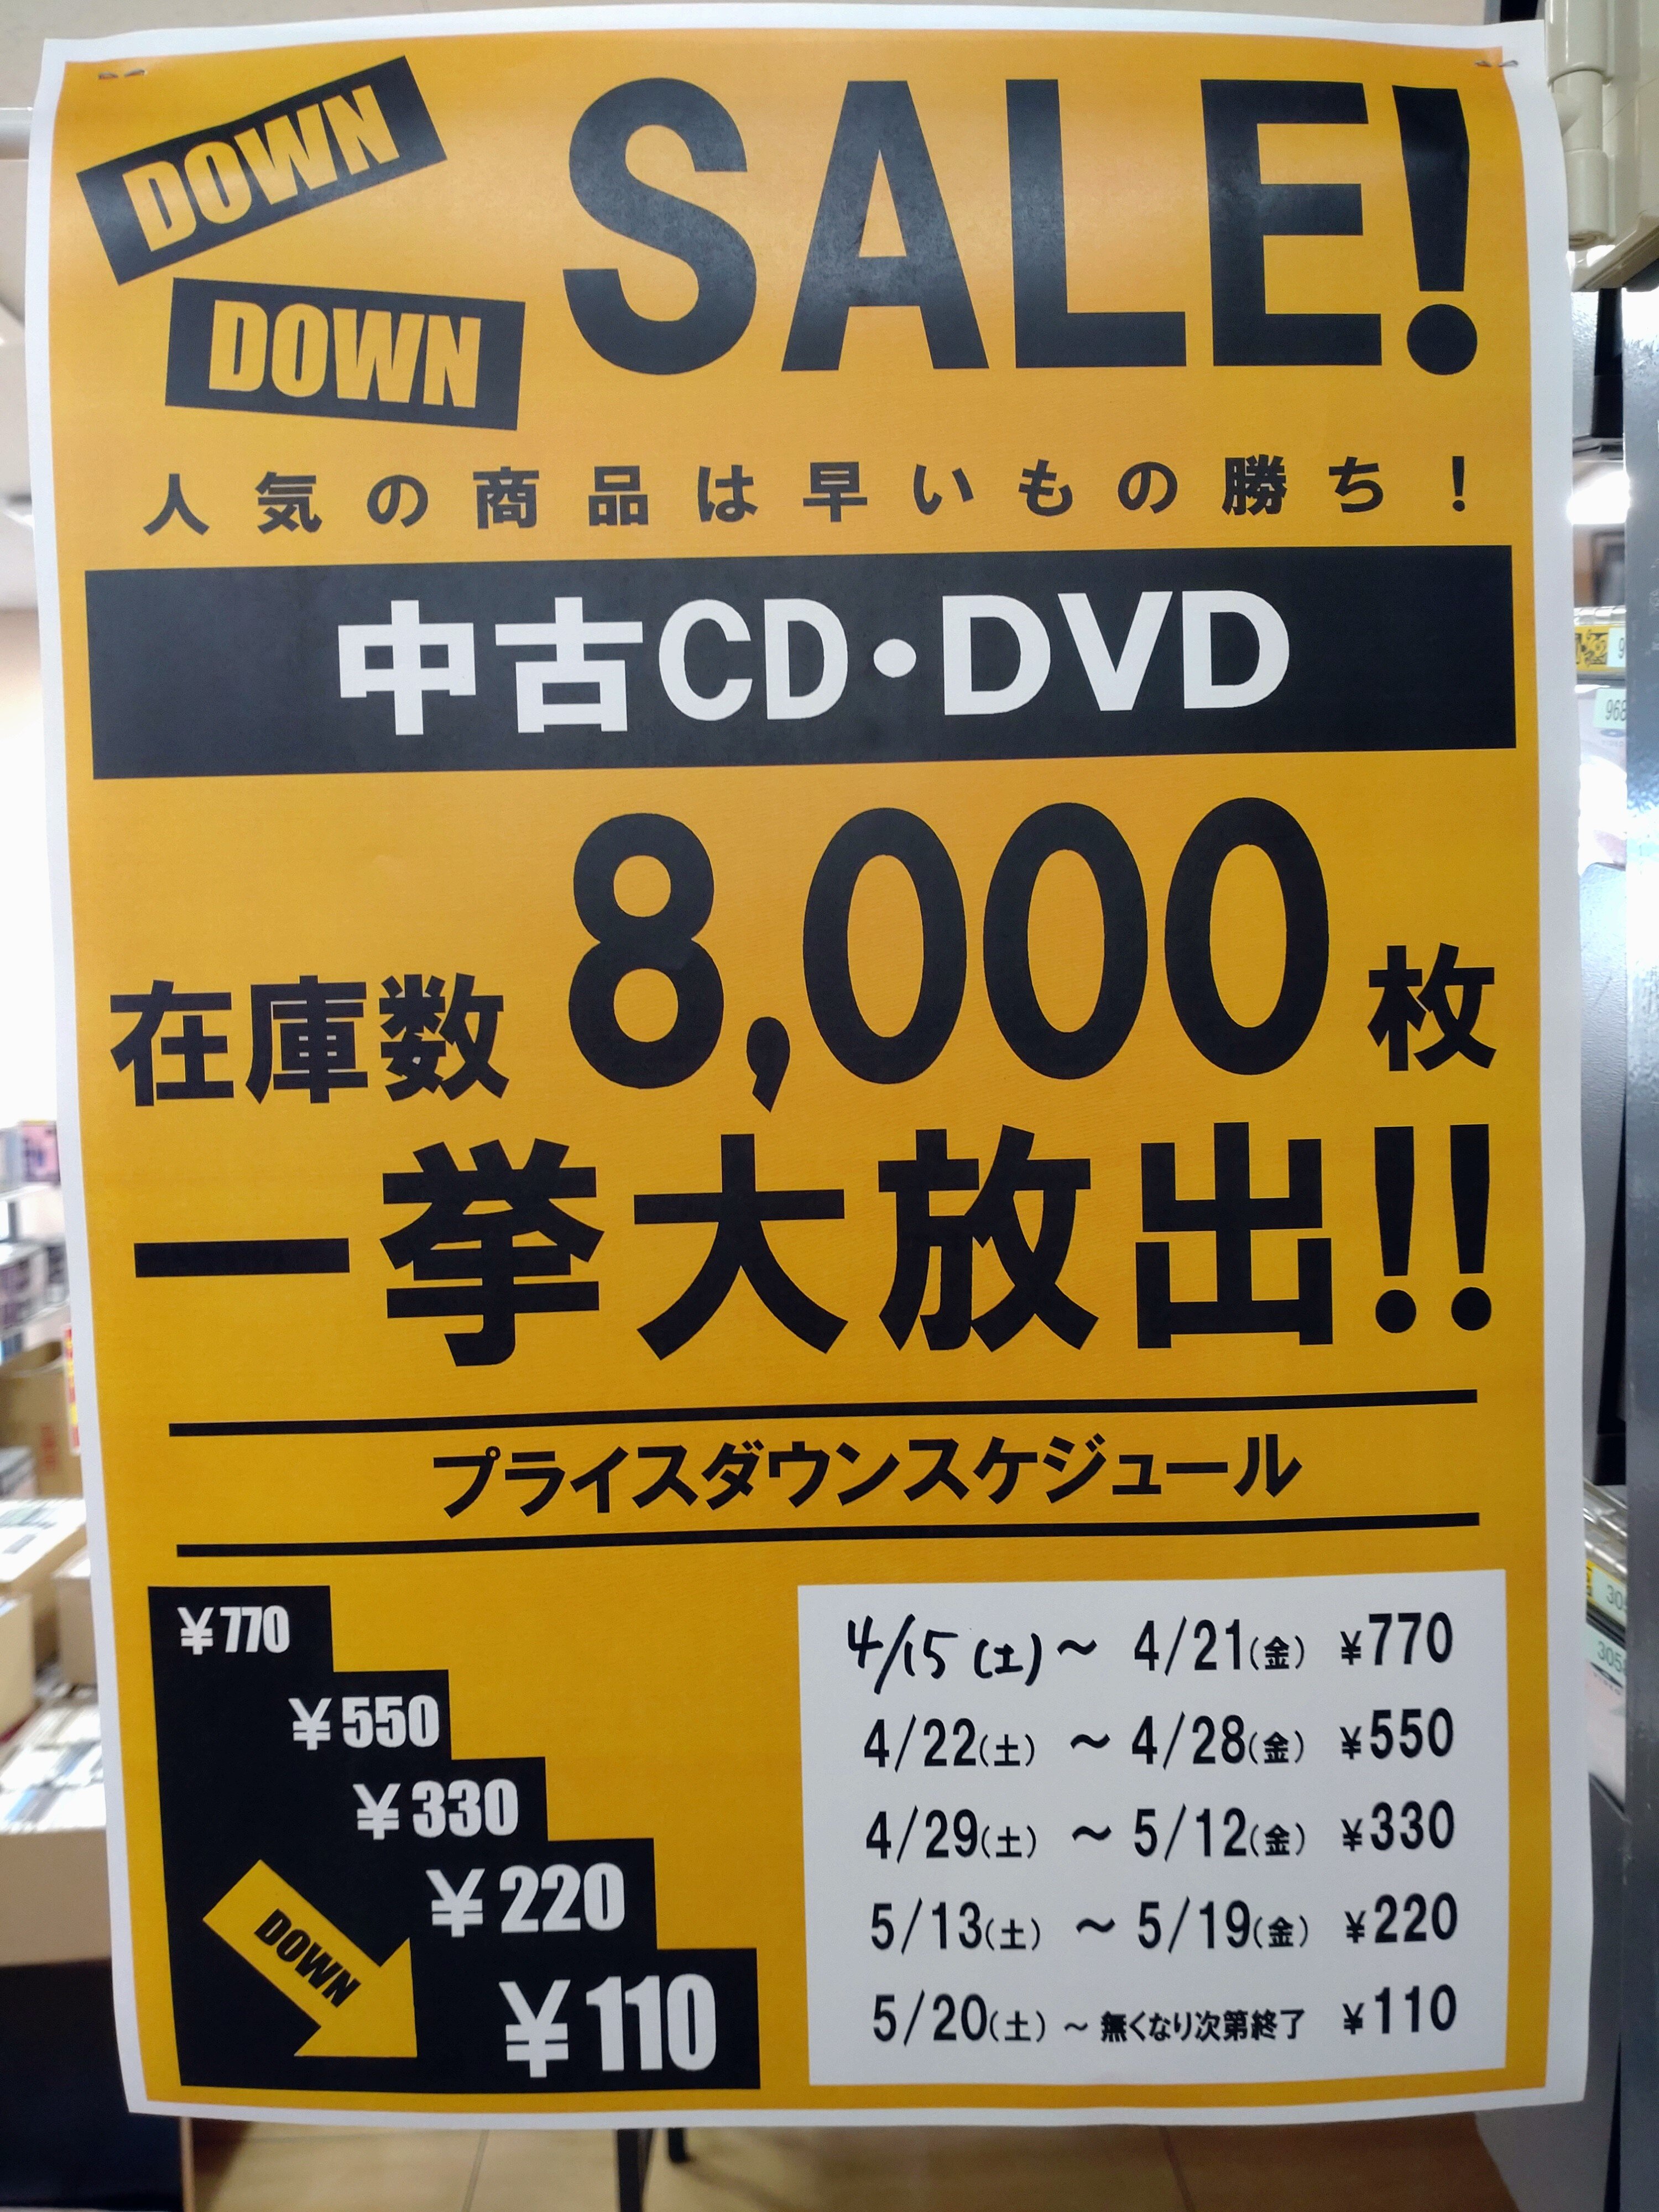 DOWN
DOWN
SALE!
人気の商品は早いもの勝ち!
中古CD・DVD
在庫数 8,000 枚
一挙大放出!!
プライスダウンスケジュール
¥770
¥550
¥330
¥220
¥110
DOWN
4/15(土)~ 4/21(金) ¥770
4/22(土) ~ 4/28(金) ¥550
4/29(土) ~ 5/12(金) ¥330
5/13(土) ~ 5/19(金) ¥220
5/20(土) ~ 無くなり次第終了 ¥110